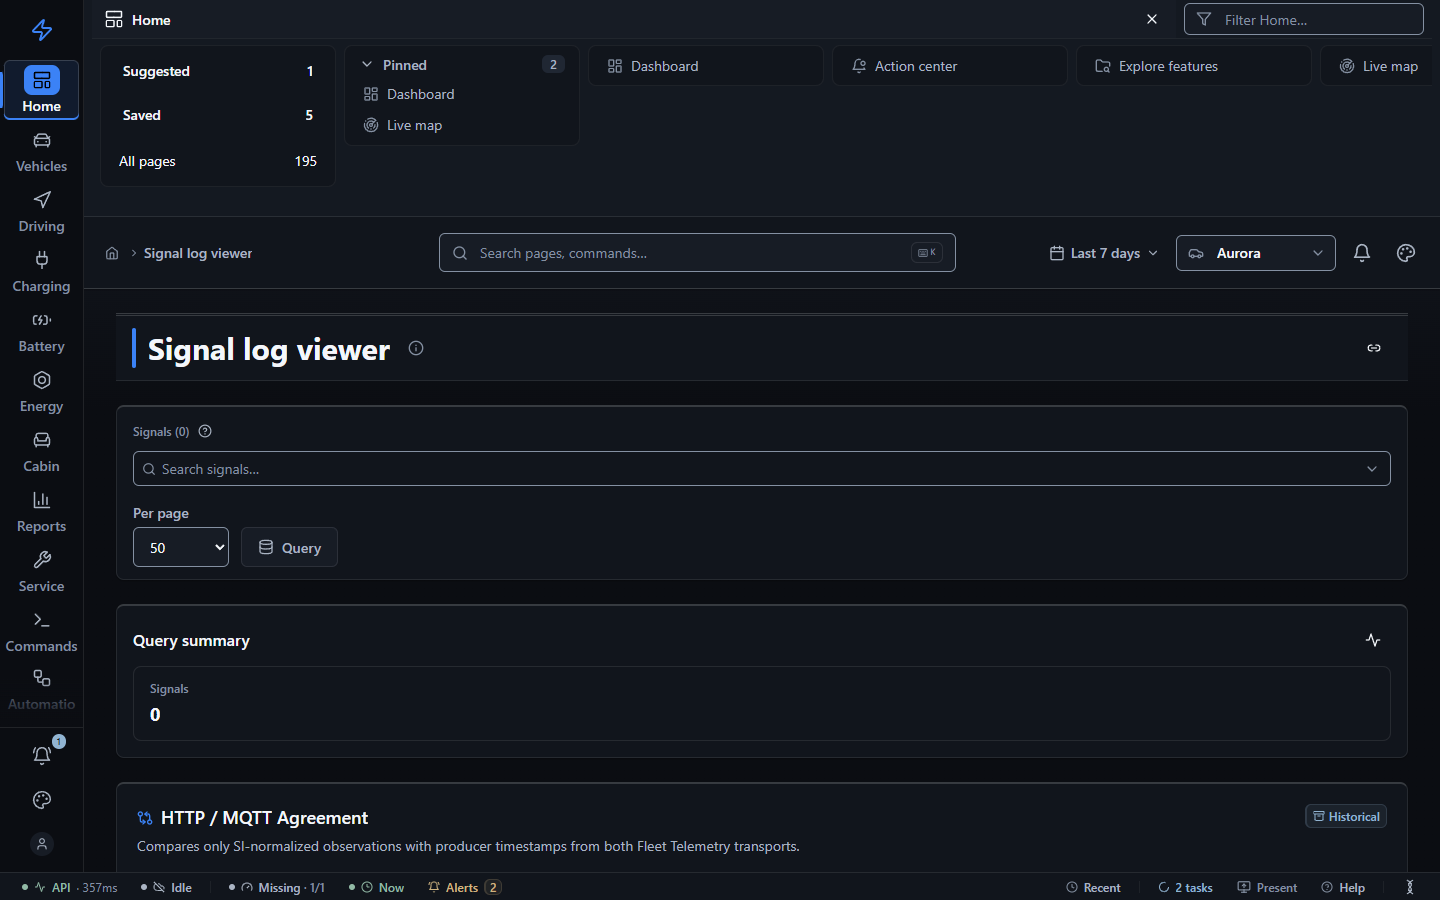 Home
Filter Home...
Suggested 1
Saved 5
All pages 195
Pinned 2
Dashboard
Live map
Dashboard
Action center
Explore features
Live map
Home
Vehicles
Driving
Charging
Battery
Energy
Cabin
Reports
Service
Commands
Automatio
1
Signal log viewer
Search pages, commands...
K
Last 7 days
Aurora
Signal log viewer
Signals (0)
Search signals...
Per page
50
Query
Query summary
Signals
0
HTTP / MQTT Agreement
Historical
Compares only SI-normalized observations with producer timestamps from both Fleet Telemetry transports.
API · 357ms
Idle
Missing · 1/1
Now
Alerts 2
Recent
2 tasks
Present
Help